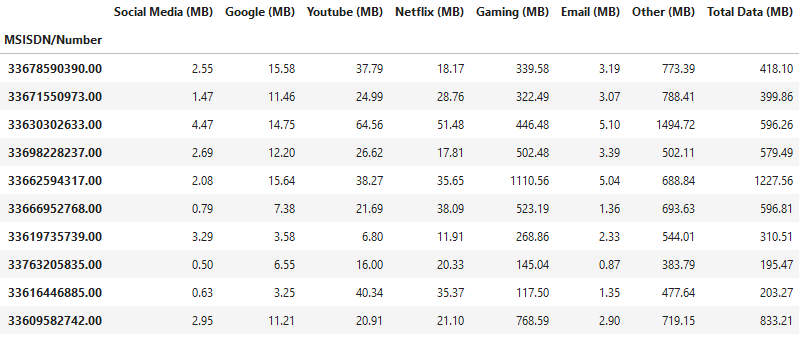 Social Media (MB) Google (MB) Youtube (MB) Netflix (MB) Gaming (MB) Email (MB) Other (MB) Total Data (MB)
MSISDN/Number
33678590390.00 2.55 15.58 37.79 18.17 339.58 3.19 773.39 418.10
33671550973.00 1.47 11.46 24.99 28.76 322.49 3.07 788.41 399.86
33630302633.00 4.47 14.75 64.56 51.48 446.48 5.10 1494.72 596.26
33698228237.00 2.69 12.20 26.62 17.81 502.48 3.39 502.11 579.49
33662594317.00 2.08 15.64 38.27 35.65 1110.56 5.04 688.84 1227.56
33666952768.00 0.79 7.38 21.69 38.09 523.19 1.36 693.63 596.81
33619735739.00 3.29 3.58 6.80 11.91 268.86 2.33 544.01 310.51
33763205835.00 0.50 6.55 16.00 20.33 145.04 0.87 383.79 195.47
33616446885.00 0.63 3.25 40.34 35.37 117.50 1.35 477.64 203.27
33609582742.00 2.95 11.21 20.91 21.10 768.59 2.90 719.15 833.21